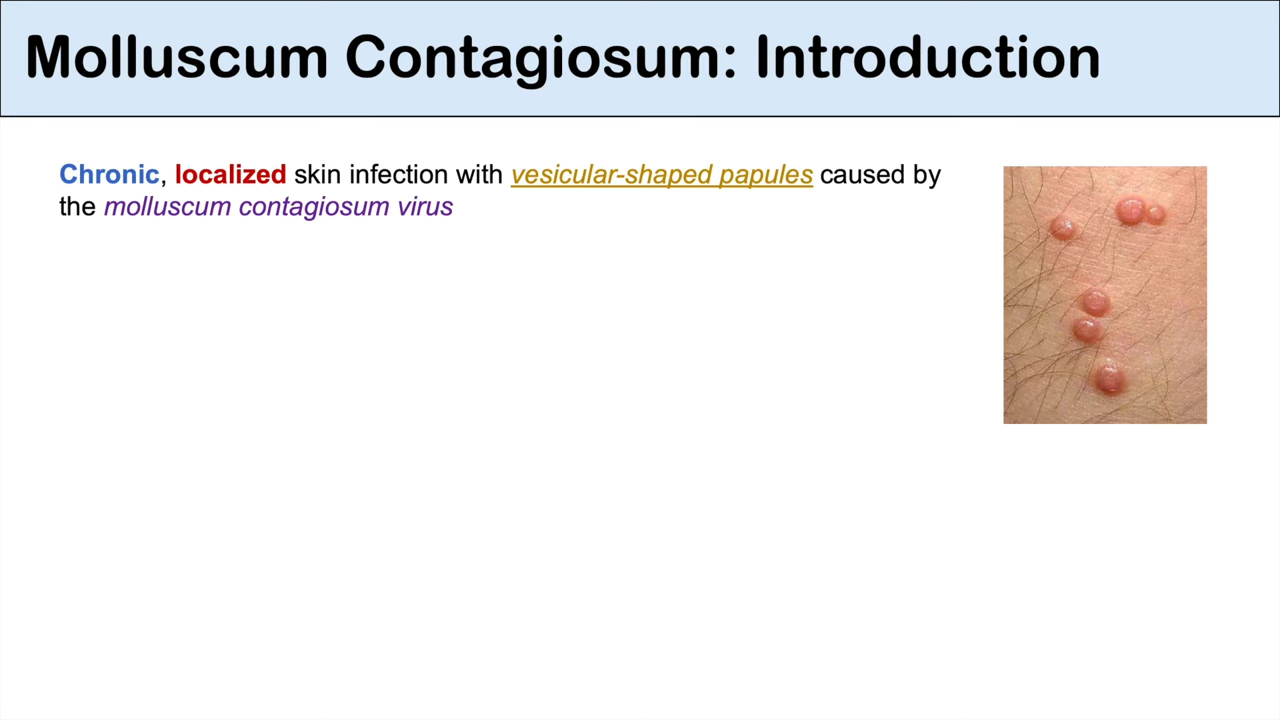 Molluscum Contagiosum: Introduction
Chronic, localized skin infection with vesicular-shaped papules caused by
the molluscum contagiosum virus